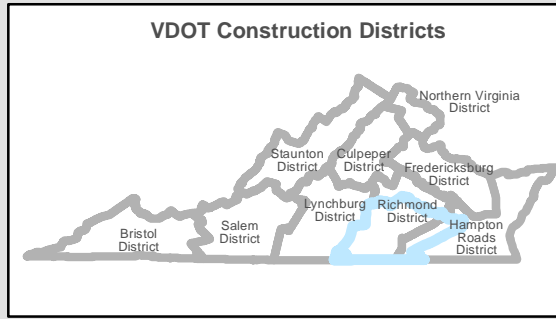 VDOT Construction Districts
Northern Virginia
District
Staunton
District
Culpeper
District
Fredericksburg
District
Lynchburg
District
Richmond
District
Bristol
District
Salem
District
Hampton
Roads
District